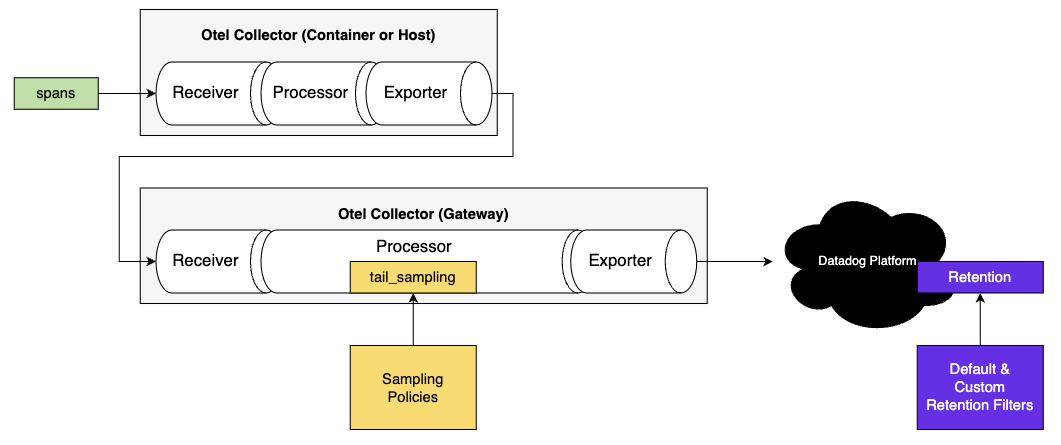 Otel Collector (Container or Host)
spans
Receiver
Processor
Exporter
Otel Collector (Gateway)
Receiver
Processor
tail_sampling
Exporter
Datadog Platform
Retention
Sampling
Policies
Default &
Custom
Retention Filters